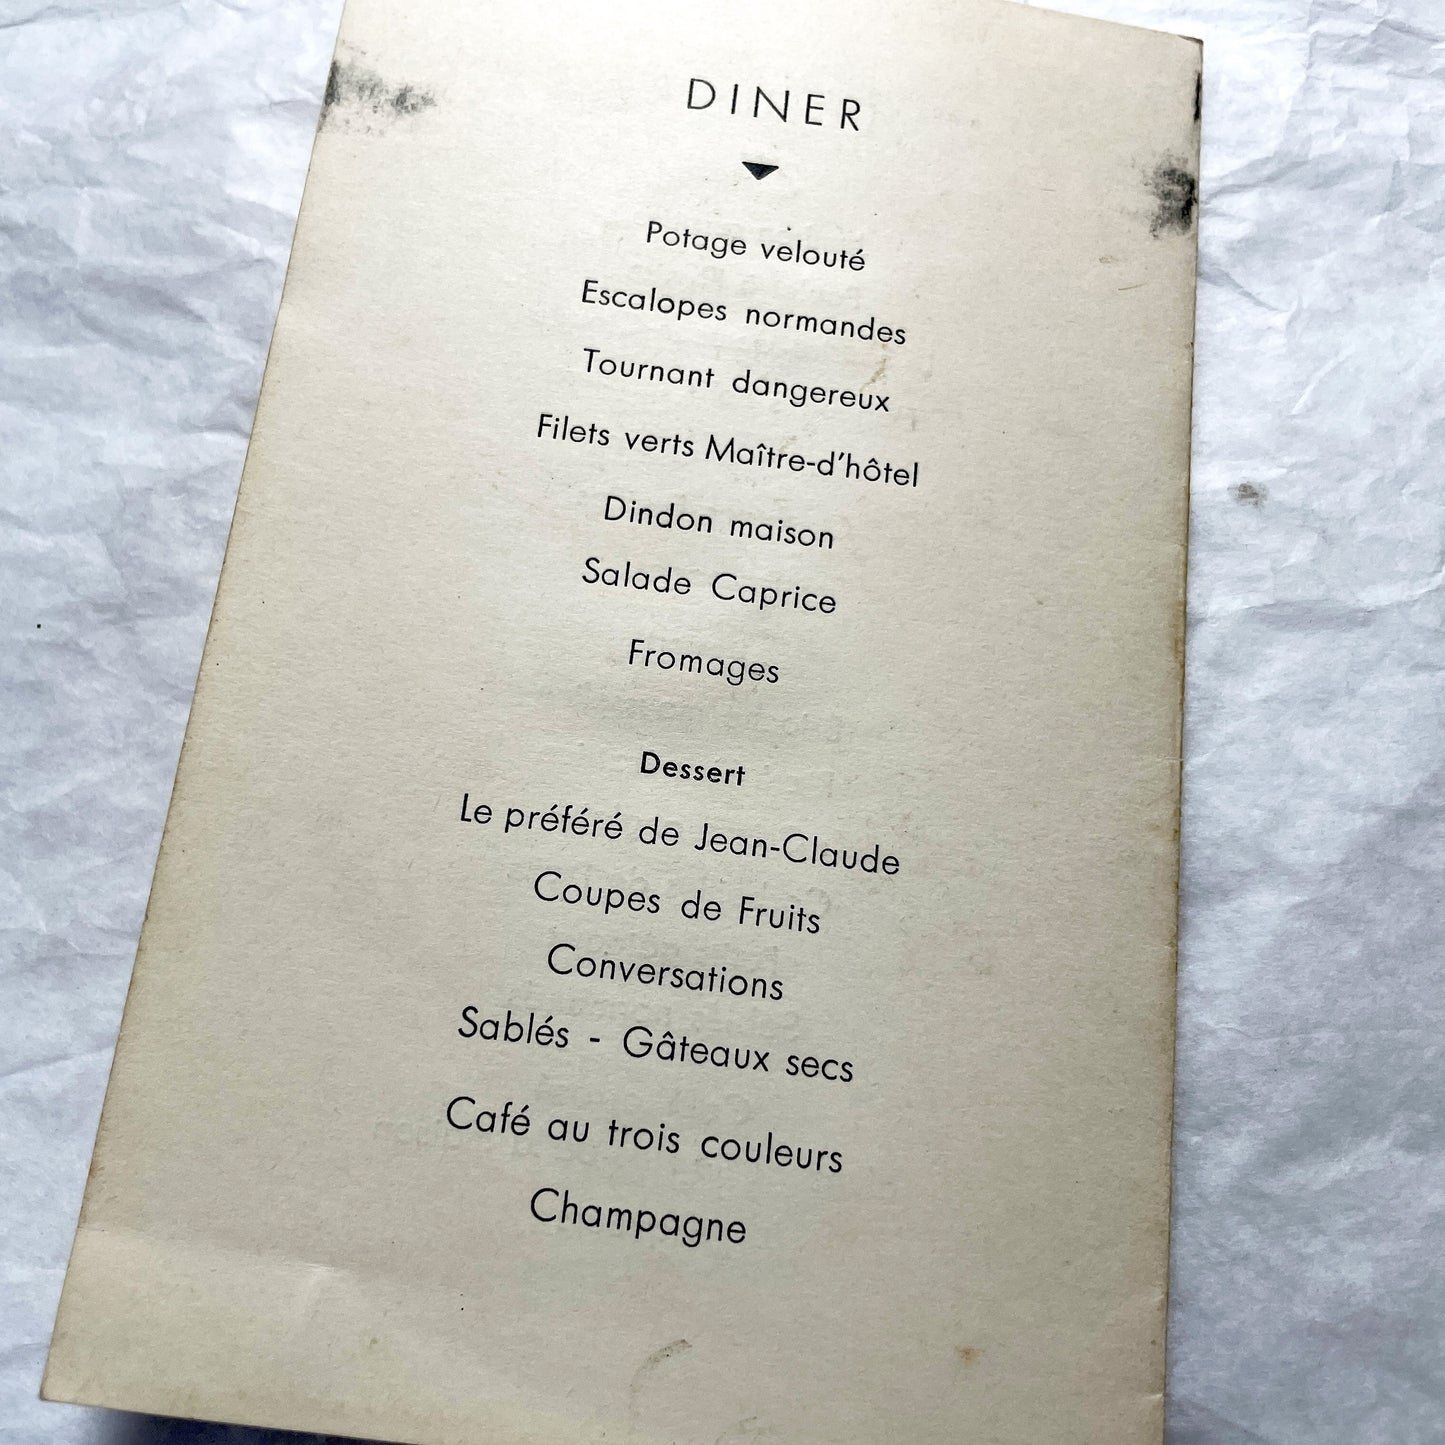 DINER
Potage velouté
Escalopes normandes
Tournant dangereux
Filets verts Maître-d'hôtel
Dindon maison
Salade Caprice
Fromages
Dessert
Le préféré de Jean-Claude
Coupes de Fruits
Conversations
Sablés - Gâteaux secs
Café au trois couleurs
Champagne